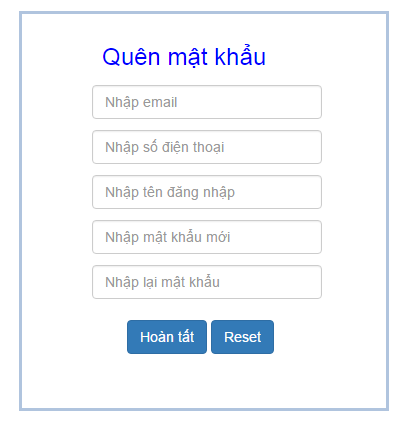 Quên mật khẩu
Nhập email
Nhập số điện thoại
Nhập tên đăng nhập
Nhập mật khẩu mới
Nhập lại mật khẩu
Hoàn tất Reset